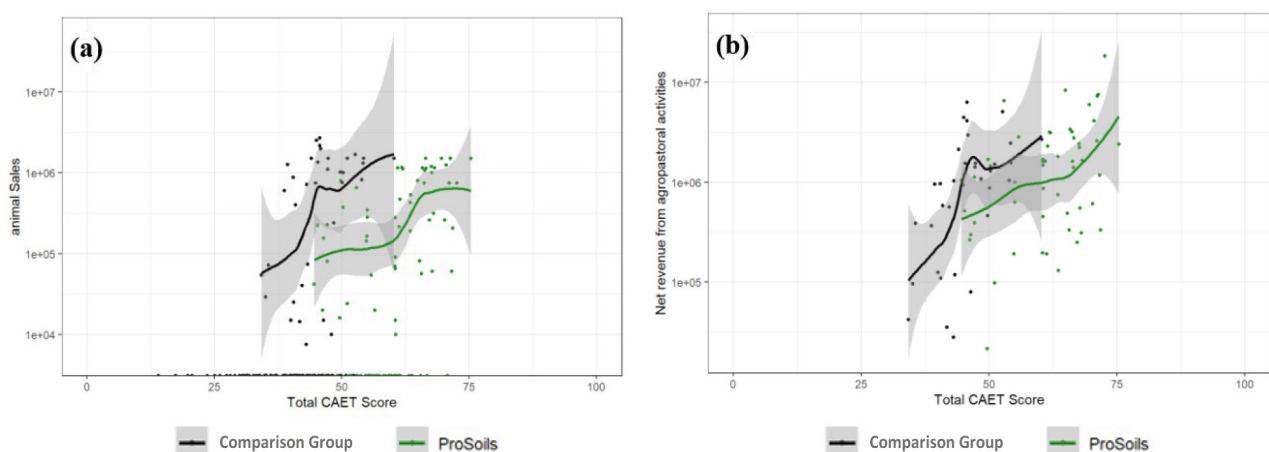 (a)
animal Sales
1e+07
1e+06
1e+05
1e+04
0
25
50
75
100
Total CAET Score
Comparison Group
ProSoils
(b)
Net revenue from agropastoral activities
1e+07
1e+06
1e+05
0
25
50
75
100
Total CAET Score
Comparison Group
ProSoils